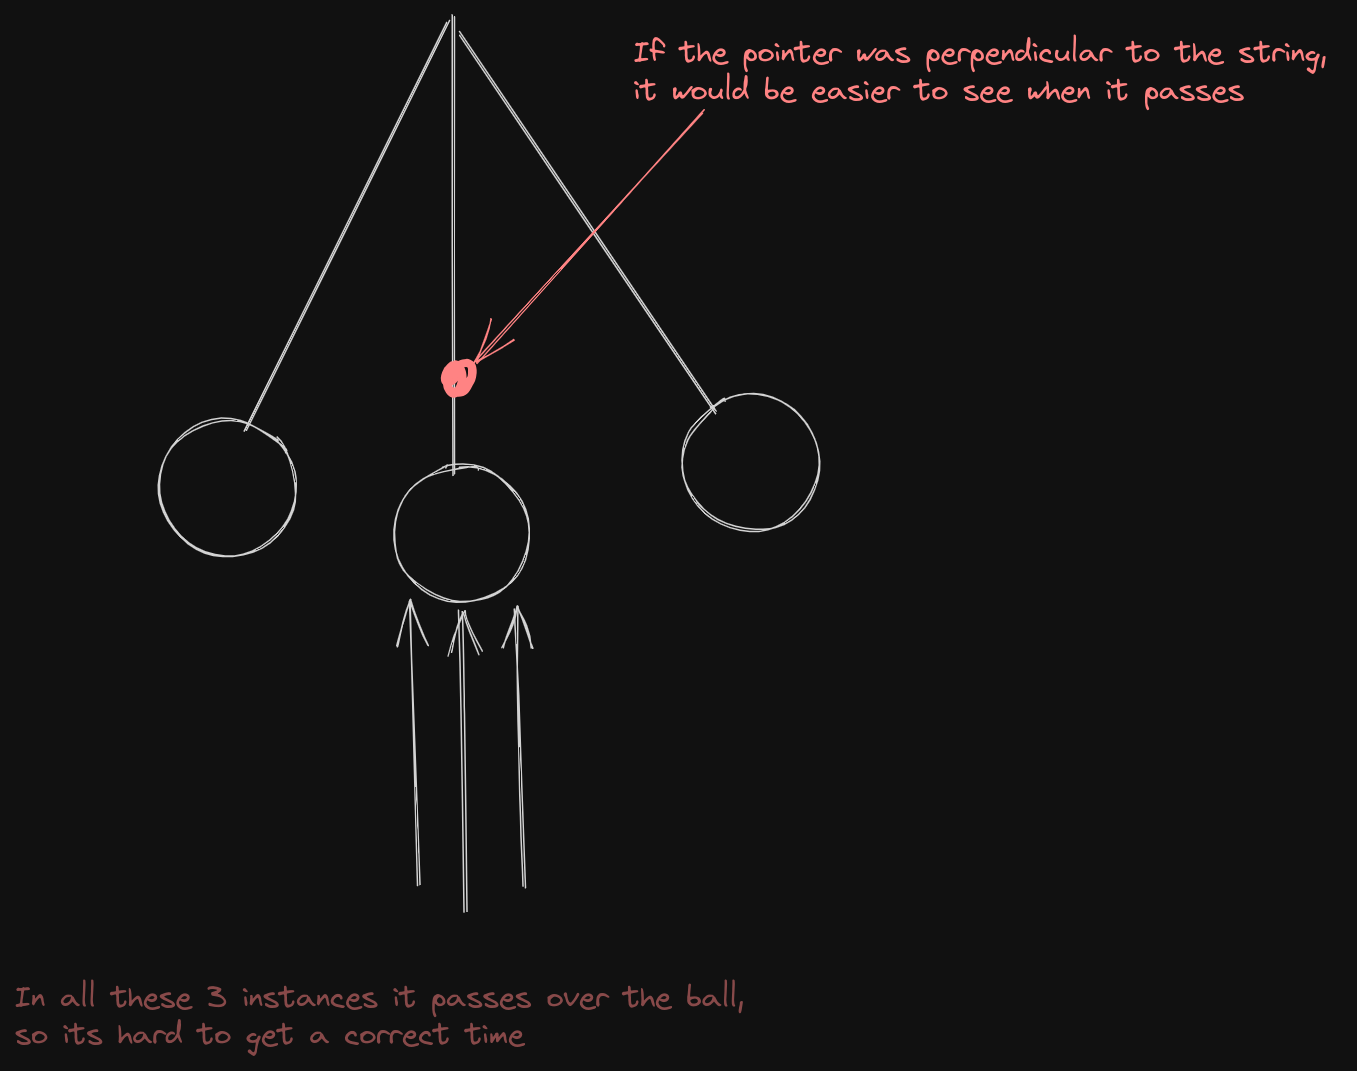 If the pointer was perpendicular to the string,
it would be easier to see when it passes
In all these 3 instances it passes over the ball,
so its hard to get a correct time